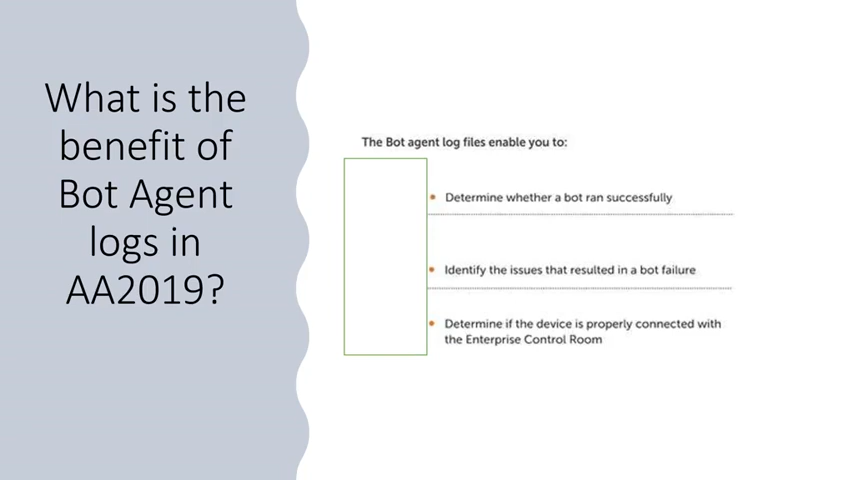 What is the
benefit of
Bot Agent
logs in
AA2019?
The Bot agent log files enable you to:
Determine whether a bot ran successfully
Identify the issues that resulted in a bot failure
Determine if the device is properly connected with
the Enterprise Control Room